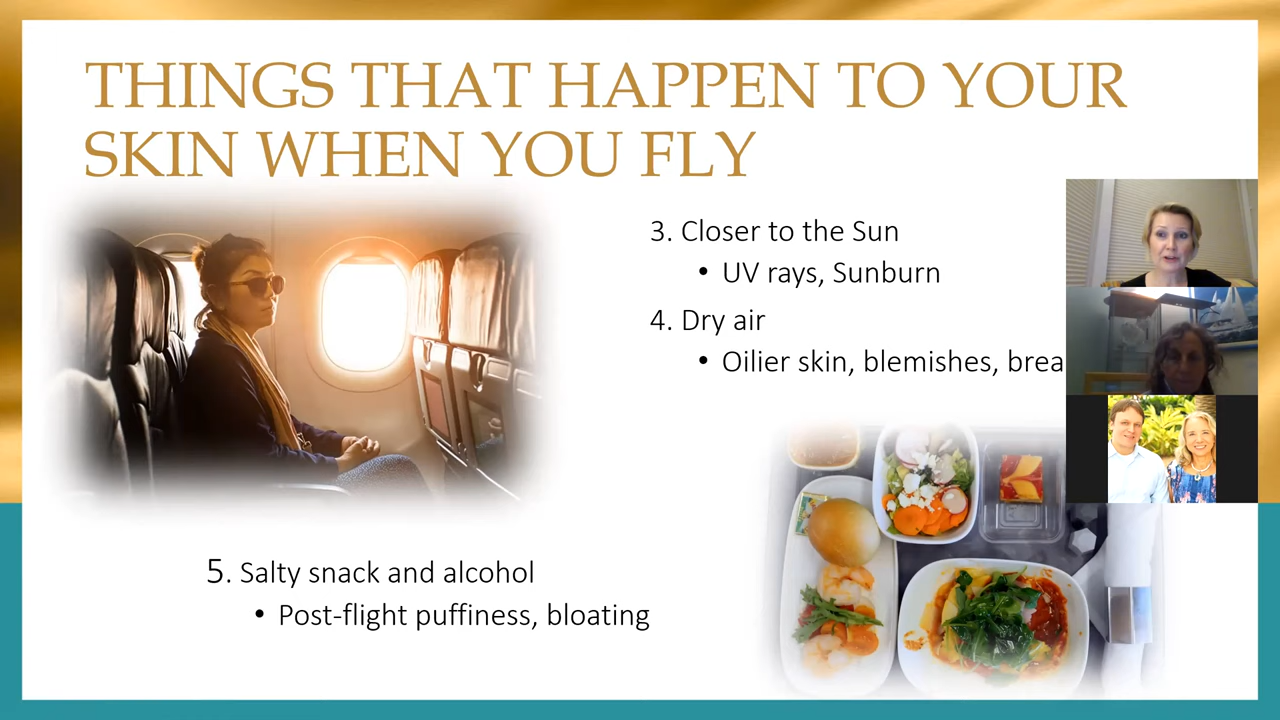 THINGS THAT HAPPEN TO YOUR
SKIN WHEN YOU FLY
3. Closer to the Sun
• UV rays, Sunburn
4. Dry air
• Oilier skin, blemishes,
5. Salty snack and alcohol
• Post-flight puffiness, bloating